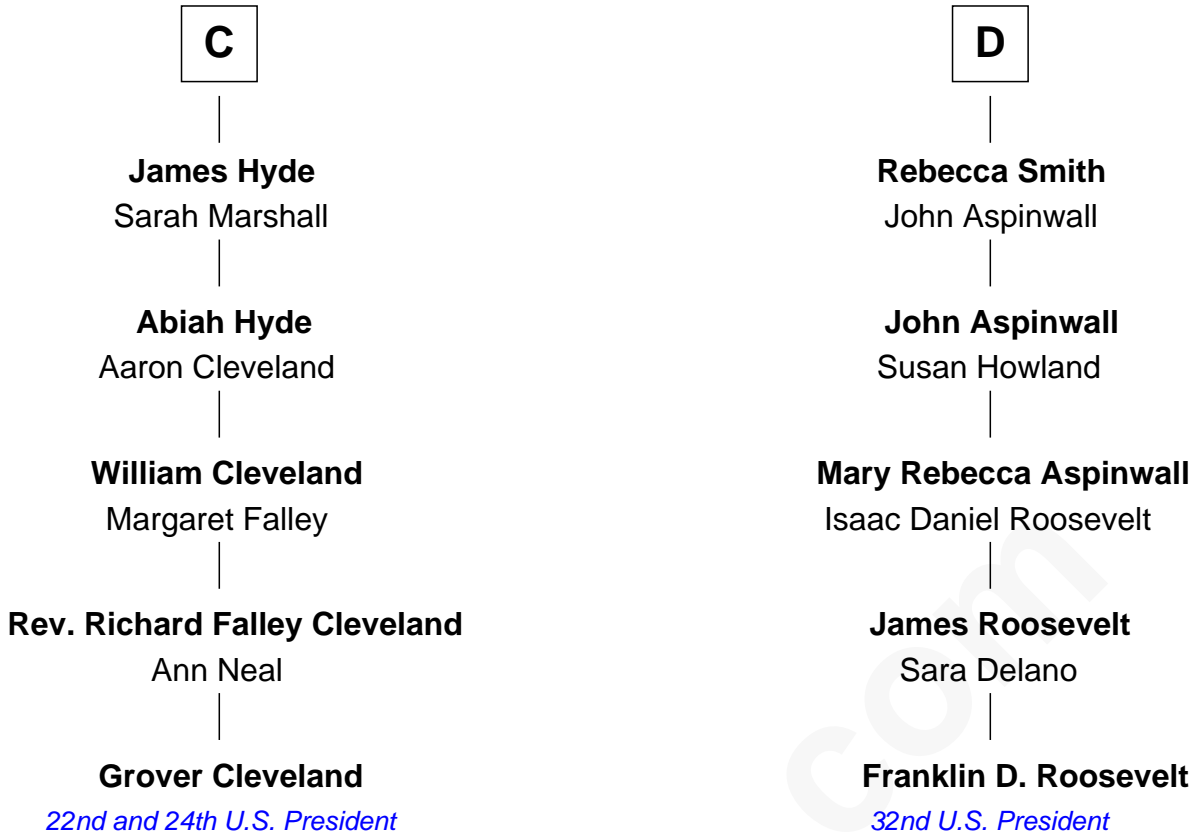 C
James Hyde
Sarah Marshall
Abiah Hyde
Aaron Cleveland
William Cleveland
Margaret Falley
Rev. Richard Falley Cleveland
Ann Neal
Grover Cleveland
22nd and 24th U.S. President
D
Rebecca Smith
John Aspinwall
John Aspinwall
Susan Howland
Mary Rebecca Aspinwall
Isaac Daniel Roosevelt
James Roosevelt
Sara Delano
Franklin D. Roosevelt
32nd U.S. President
com